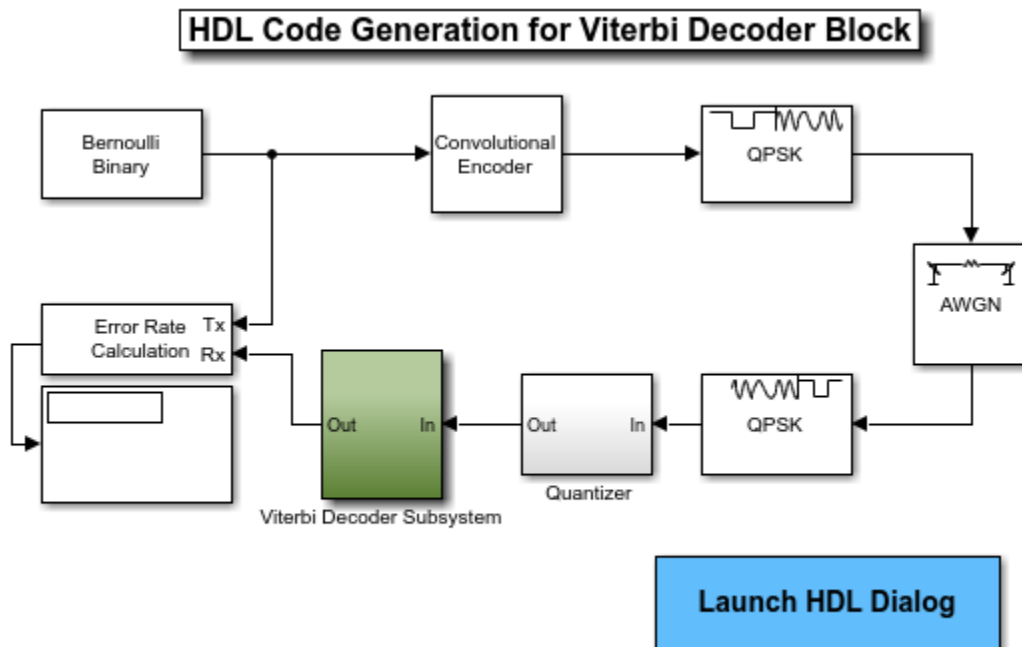 HDL Code Generation for Viterbi Decoder Block
Bernoulli
Binary
Convolutional
Encoder
QPSK
AWGN
Error Rate
Calculation
Tx
Rx
Out
In
Viterbi Decoder Subsystem
Out
In
Quantizer
QPSK
Launch HDL Dialog